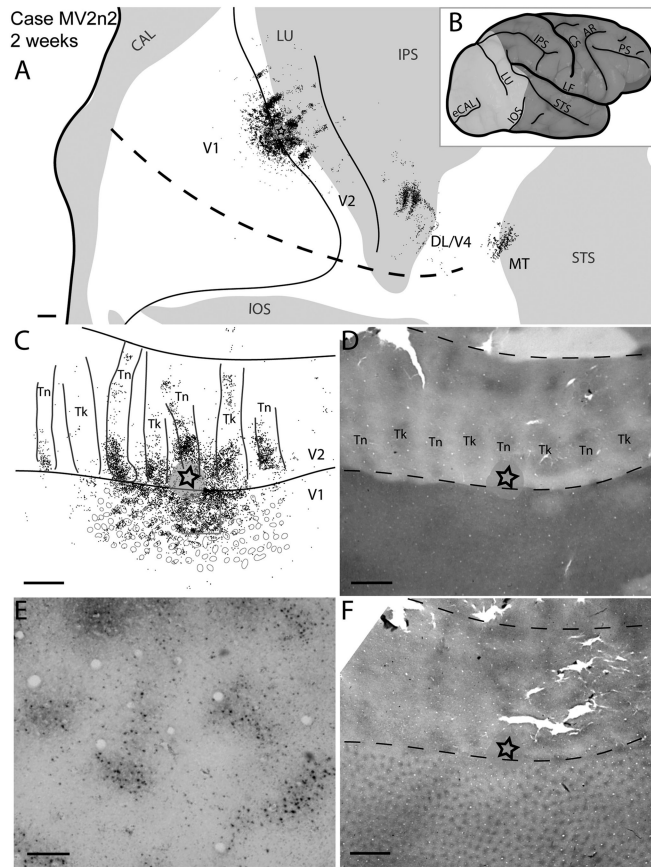 Case MV2n2
2 weeks
A
CAL
LU
IPS
V1
V2
DL/V4
MT
STS
IOS
B
IPS
CS
AR
PS
LU
LF
STS
eCAL
IOS
C
Tn
Tk
Tn
Tk
Tn
Tk
Tn
V2
V1
D
Tn
Tk
Tn
Tk
Tn
Tk
Tn
Tk
E
F